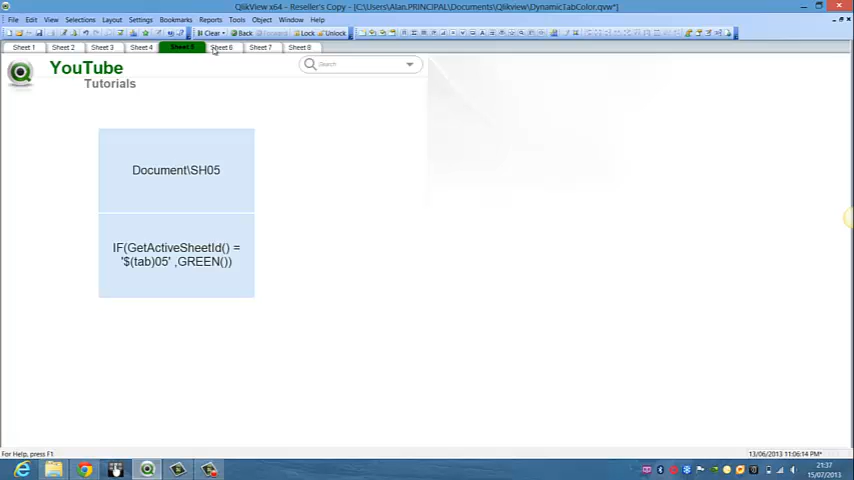 QlikView x64 - Reseller's Copy - [C:\Users\Alan.PRINCIPAL\Documents\Qlikview\DynamicTabColor.qvw*]
File Edit View Selections Layout Settings Bookmarks Reports Tools Object Window Help
Clear Back Forward Lock Unlock
Sheet 1 Sheet 2 Sheet 3 Sheet 4 Sheet 5 Sheet 6 Sheet 7 Sheet 8
YouTube
Tutorials
Search
Document\SH05
IF(GetActiveSheetId() =
'$(tab)05' ,GREEN())
For Help, press F1
13/06/2013 11:06:14 PM*
21:37
15/07/2013